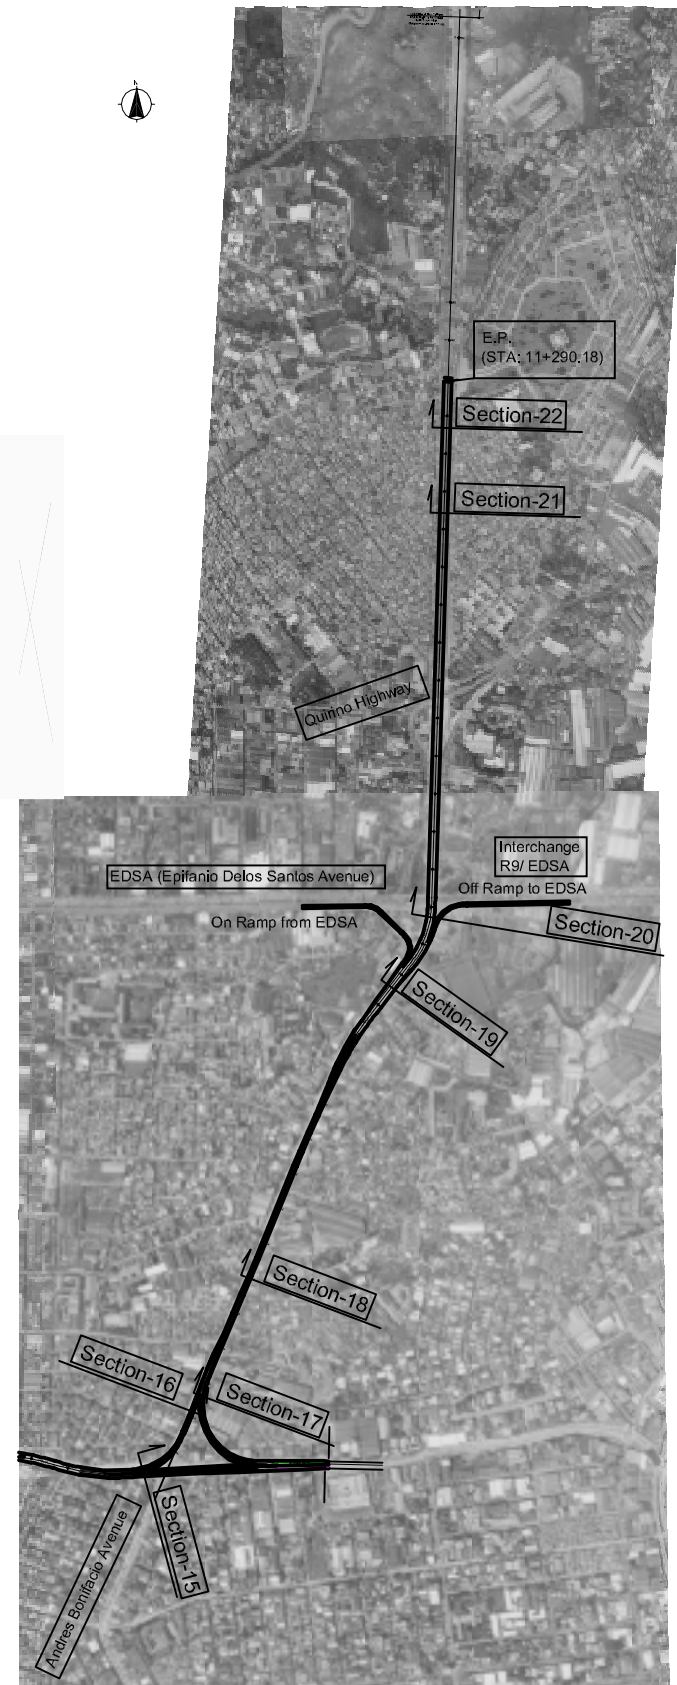 N
E.P.
(STA: 11+290.18)
Section-22
Section-21
Quirino Highway
Interchange
R9/ EDSA
EDSA (Epifanio Delos Santos Avenue)
Off Ramp to EDSA
On Ramp from EDSA
Section-20
Section-19
Section-18
Section-16
Section-17
Section-15
Andres Bonifacio Avenue